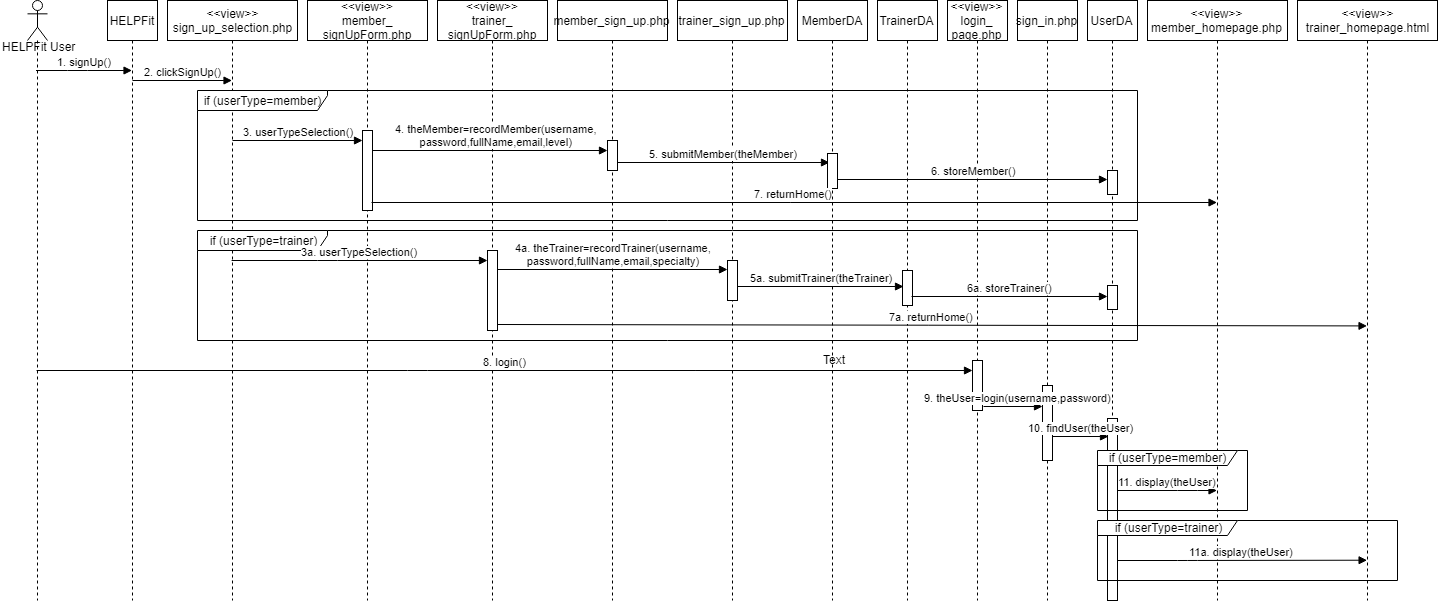 HELPFit User
HELPFit
<<view>>
sign_up_selection.php
<<view>>
member_
signUpForm.php
<<view>>
trainer_
signUpForm.php
member_sign_up.php
trainer_sign_up.php
MemberDA
TrainerDA
<<view>>
login_
page.php
sign_in.php
UserDA
<<view>>
member_homepage.php
<<view>>
trainer_homepage.html
1. signUp()
2. clickSignUp()
if (userType=member)
3. userTypeSelection()
4. theMember=recordMember(username,
password,fullName,email,level)
5. submitMember(theMember)
6. storeMember()
7. returnHome()
if (userType=trainer)
3a. userTypeSelection()
4a. theTrainer=recordTrainer(username,
password,fullName,email,specialty)
5a. submitTrainer(theTrainer)
6a. storeTrainer()
7a. returnHome()
8. login()
Text
9. theUser=login(username,password)
10. findUser(theUser)
if (userType=member)
11. display(theUser)
if (userType=trainer)
11a. display(theUser)